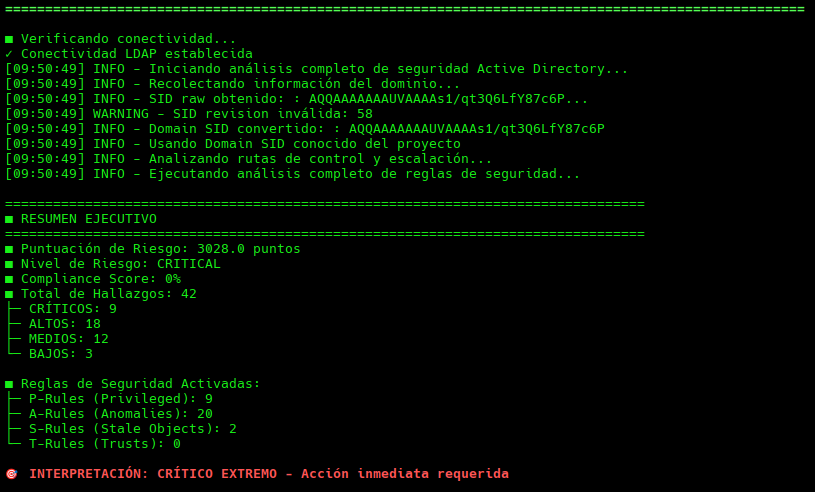 ====================================================================================================
■ Verificando conectividad...
✓ Conectividad LDAP establecida
[09:50:49] INFO - Iniciando análisis completo de seguridad Active Directory...
[09:50:49] INFO - Recolectando información del dominio...
[09:50:49] INFO - SID raw obtenido: : AQQAAAAAAAUVAAAAs1/qt3Q6LfY87c6P...
[09:50:49] WARNING - SID revision inválida: 58
[09:50:49] INFO - Domain SID convertido: : AQQAAAAAAAUVAAAAs1/qt3Q6LfY87c6P
[09:50:49] INFO - Usando Domain SID conocido del proyecto
[09:50:49] INFO - Analizando rutas de control y escalación...
[09:50:49] INFO - Ejecutando análisis completo de reglas de seguridad...
================================================================================
■ RESUMEN EJECUTIVO
================================================================================
■ Puntuación de Riesgo: 3028.0 puntos
■ Nivel de Riesgo: CRITICAL
■ Compliance Score: 0%
■ Total de Hallazgos: 42
├─ CRÍTICOS: 9
├─ ALTOS: 18
├─ MEDIOS: 12
└─ BAJOS: 3
■ Reglas de Seguridad Activadas:
├─ P-Rules (Privileged): 9
├─ A-Rules (Anomalies): 20
├─ S-Rules (Stale Objects): 2
└─ T-Rules (Trusts): 0
🎯 INTERPRETACIÓN: CRÍTICO EXTREMO - Acción inmediata requerida